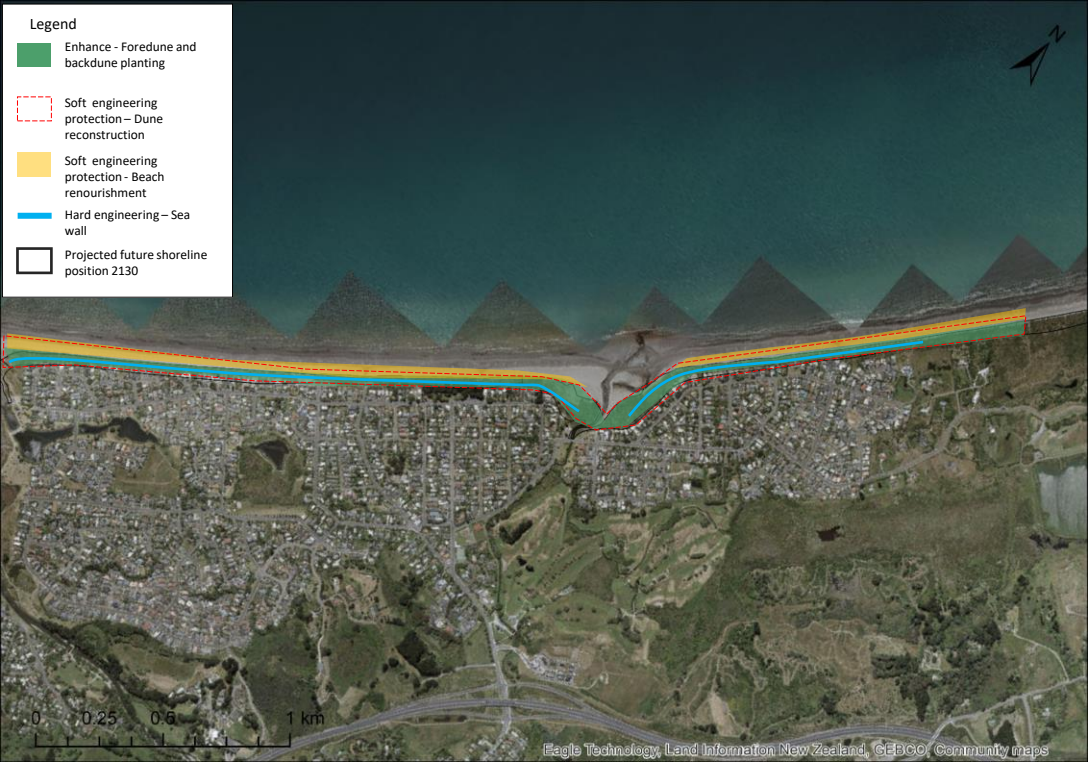 Legend
Enhance - Foredune and
backdune planting
Soft engineering
protection – Dune
reconstruction
Soft engineering
protection - Beach
renourishment
Hard engineering – Sea
wall
Projected future shoreline
position 2130
N
0 0.25 0.5 1 km
Eagle Technology, Land Information New Zealand, GEBCO, Community maps